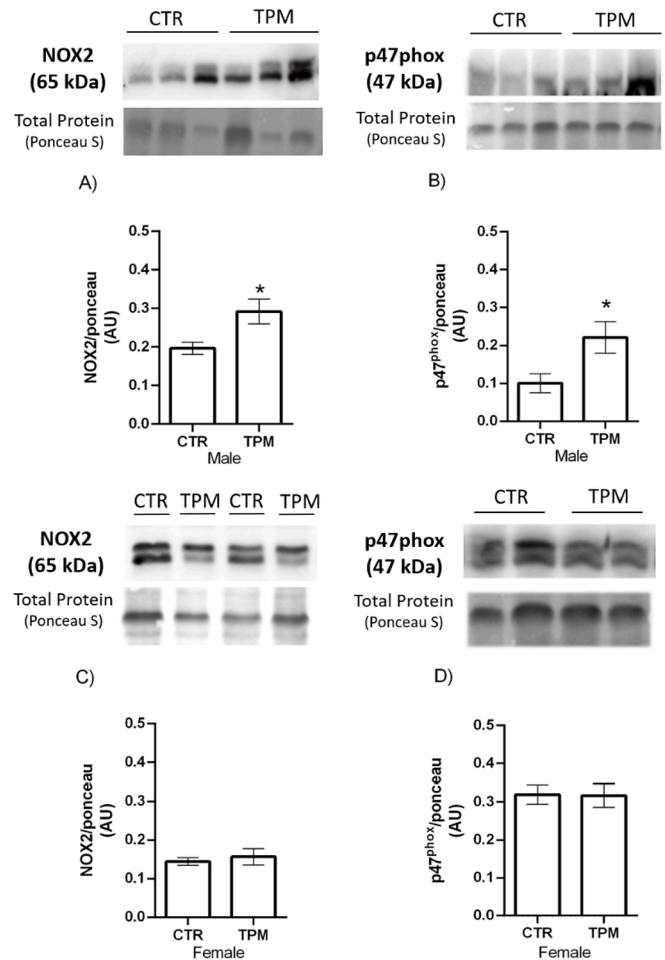 CTR TPM
NOX2
(65 kDa)
Total Protein
(Ponceau S)
A)
CTR TPM
p47phox
(47 kDa)
Total Protein
(Ponceau S)
B)
NOX2/ponceau
(AU)
0.5
0.4
0.3
0.2
0.1
0.0
*
CTR TPM
Male
p47phox/ponceau
(AU)
0.5
0.4
0.3
0.2
0.1
0.0
*
CTR TPM
Male
CTR TPM CTR TPM
NOX2
(65 kDa)
Total Protein
(Ponceau S)
C)
CTR TPM
p47phox
(47 kDa)
Total Protein
(Ponceau S)
D)
NOX2/ponceau
(AU)
0.5
0.4
0.3
0.2
0.1
0.0
CTR TPM
Female
p47phox/ponceau
(AU)
0.5
0.4
0.3
0.2
0.1
0.0
CTR TPM
Female